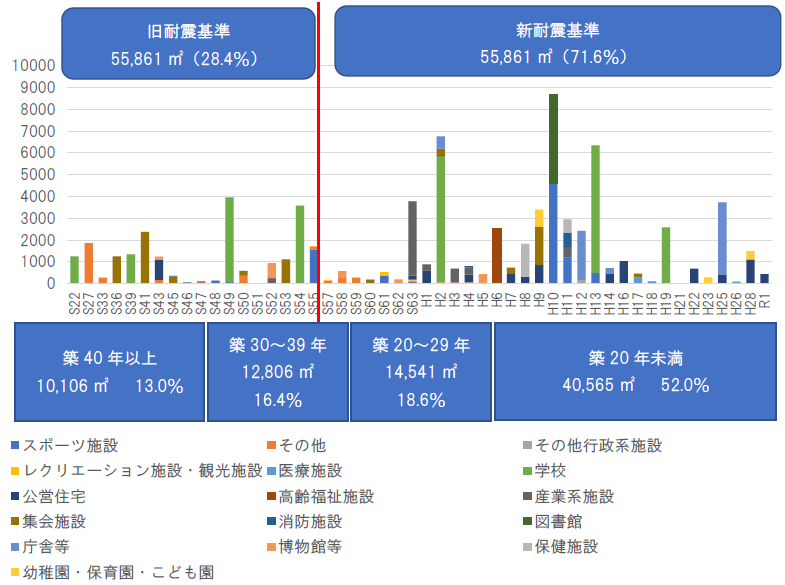 旧耐震基準
55,861 ㎡（28.4%）
新耐震基準
55,861 ㎡（71.6%）
10000
9000
8000
7000
6000
5000
4000
3000
2000
1000
0
S22 S27 S33 S36 S39 S41 S43 S45 S46 S47 S48 S49 S50 S51 S52 S53 S54 S55 S57 S58 S59 S60 S61 S62 S63 H1 H2 H3 H4 H5 H6 H7 H8 H9 H10 H11 H12 H13 H14 H16 H17 H18 H19 H21 H22 H23 H25 H26 H28 R1
築 40 年以上
10,106 ㎡ 13.0%
築 30～39 年
12,806 ㎡
16.4%
築 20～29 年
14,541 ㎡
18.6%
築 20 年未満
40,565 ㎡ 52.0%
スポーツ施設 その他 その他行政系施設
レクリエーション施設・観光施設 医療施設 学校
公営住宅 高齢福祉施設 産業系施設
集会施設 消防施設 図書館
庁舎等 博物館等 保健施設
幼稚園・保育園・こども園